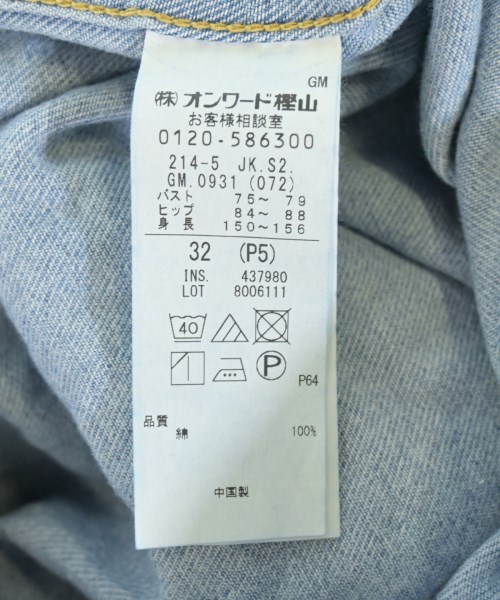 GM
㈱オンワード樫山
お客様相談室
0120-586300
214-5 JK.S2.
GM.0931 (072)
バスト 75～ 79
ヒップ 84～ 88
身長 150～156
32 (P5)
INS. 437980
LOT 8006111
40
P
P64
品質
綿 100%
中国製